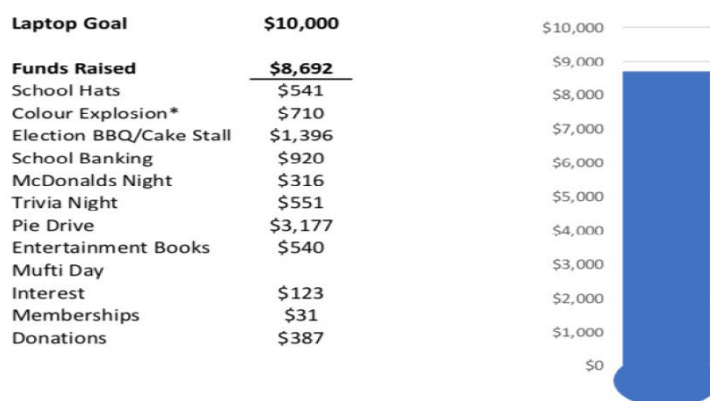 Laptop Goal $10,000
Funds Raised $8,692
School Hats $541
Colour Explosion* $710
Election BBQ/Cake Stall $1,396
School Banking $920
McDonalds Night $316
Trivia Night $551
Pie Drive $3,177
Entertainment Books $540
Mufti Day
Interest $123
Memberships $31
Donations $387
$10,000
$9,000
$8,000
$7,000
$6,000
$5,000
$4,000
$3,000
$2,000
$1,000
$0